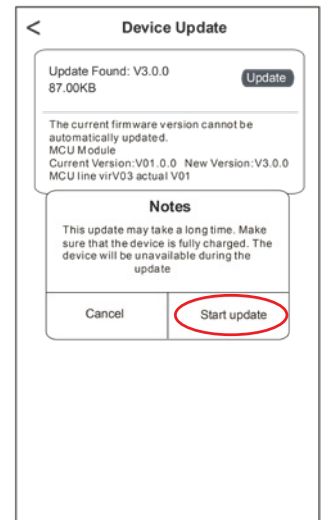 < Device Update
Update Found: V3.0.0
87.00KB
Update
The current firmware version cannot be
automatically updated.
MCU Module
Current Version:V01.0.0 New Version:V3.0.0
MCU line virV03 actual V01
Notes
This update may take a long time. Make
sure that the device is fully charged. The
device will be unavailable during the
update
Cancel
Start update